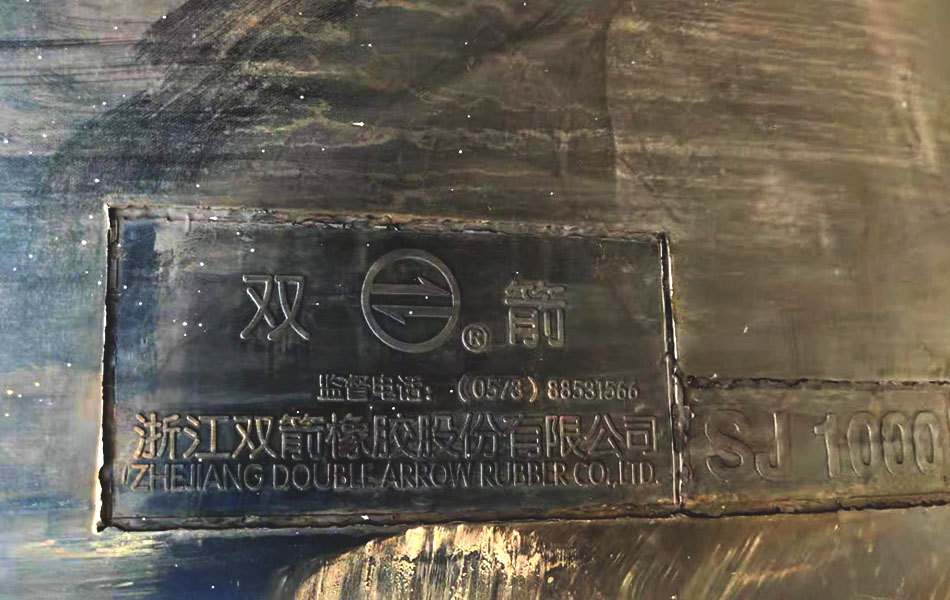 双 ® 箭
监督电话：(0573) 88531566
浙江双箭橡胶股份有限公司
ZHEJIANG DOUBLE ARROW RUBBER CO., LTD.
SJ 1000